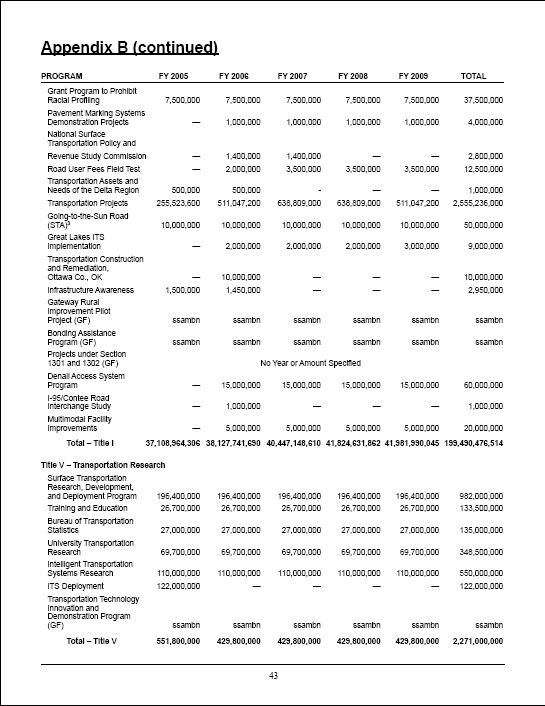 Appendix B (continued)
PROGRAM FY 2005 FY 2006 FY 2007 FY 2008 FY 2009 TOTAL
Grant Program to Prohibit
Racial Profiling 7,500,000 7,500,000 7,500,000 7,500,000 7,500,000 37,500,000
Pavement Marking Systems
Demonstration Projects — 1,000,000 1,000,000 1,000,000 1,000,000 4,000,000
National Surface
Transportation Policy and
Revenue Study Commission — 1,400,000 1,400,000 — — 2,800,000
Road User Fees Field Test — 2,000,000 3,500,000 3,500,000 3,500,000 12,500,000
Transportation Assets and
Needs of the Delta Region 500,000 500,000 - — — 1,000,000
Transportation Projects 255,523,600 511,047,200 638,809,000 638,809,000 511,047,200 2,555,236,000
Going-to-the-Sun Road
(STA)³ 10,000,000 10,000,000 10,000,000 10,000,000 10,000,000 50,000,000
Great Lakes ITS
Implementation — 2,000,000 2,000,000 2,000,000 3,000,000 9,000,000
Transportation Construction
and Remediation,
Ottawa Co., OK — 10,000,000 — — — 10,000,000
Infrastructure Awareness 1,500,000 1,450,000 — — — 2,950,000
Gateway Rural
Improvement Pilot
Project (GF) ssambn ssambn ssambn ssambn ssambn ssambn
Bonding Assistance
Program (GF) ssambn ssambn ssambn ssambn ssambn ssambn
Projects under Section
1301 and 1302 (GF) No Year or Amount Specified
Denali Access System
Program — 15,000,000 15,000,000 15,000,000 15,000,000 60,000,000
I-95/Contee Road
Interchange Study — 1,000,000 — — — 1,000,000
Multimodal Facility
Improvements — 5,000,000 5,000,000 5,000,000 5,000,000 20,000,000
Total – Title I 37,108,964,306 38,127,741,690 40,447,148,610 41,824,631,862 41,981,990,045 199,490,476,514
Title V – Transportation Research
Surface Transportation
Research, Development,
and Deployment Program 196,400,000 196,400,000 196,400,000 196,400,000 196,400,000 982,000,000
Training and Education 26,700,000 26,700,000 26,700,000 26,700,000 26,700,000 133,500,000
Bureau of Transportation
Statistics 27,000,000 27,000,000 27,000,000 27,000,000 27,000,000 135,000,000
University Transportation
Research 69,700,000 69,700,000 69,700,000 69,700,000 69,700,000 348,500,000
Intelligent Transportation
Systems Research 110,000,000 110,000,000 110,000,000 110,000,000 110,000,000 550,000,000
ITS Deployment 122,000,000 — — — — 122,000,000
Transportation Technology
Innovation and
Demonstration Program
(GF) ssambn ssambn ssambn ssambn ssambn ssambn
Total – Title V 551,800,000 429,800,000 429,800,000 429,800,000 429,800,000 2,271,000,000
43